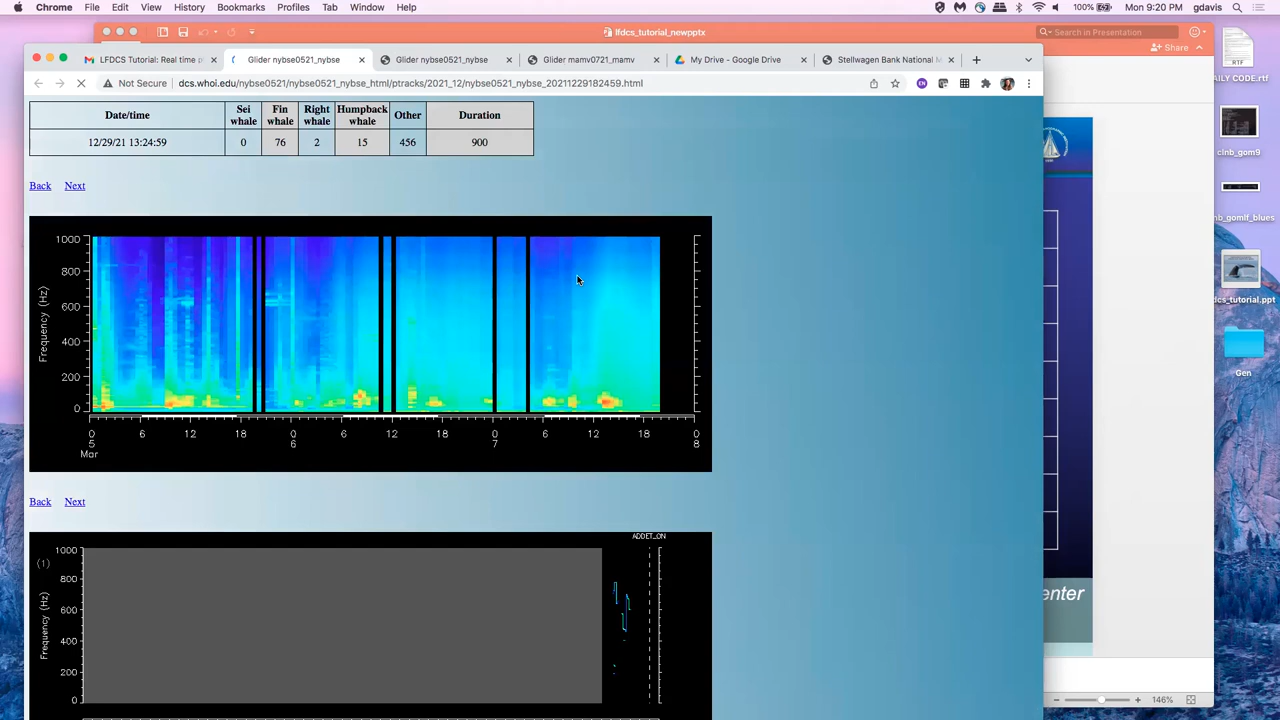 Chrome File Edit View History Bookmarks Profiles Tab Window Help 100% Mon 9:20 PM gdavis
lfdcs_tutorial_newpptx
Search in Presentation
Share
LFDCS Tutorial: Real time p
Glider nybse0521_nybse
Glider nybse0521_nybse
Glider mamv0721_mamv
My Drive - Google Drive
Stellwagen Bank National M
Not Secure dcs.whoi.edu/nybse0521/nybse0521_nybse_html/ptracks/2021_12/nybse0521_nybse_20211229182459.html
Date/time Sei whale Fin whale Right whale Humpback whale Other Duration
12/29/21 13:24:59 0 76 2 15 456 900
Back Next
1000
800
600
400
200
0
Frequency (Hz)
0 6 12 18 0 6 12 18 0 6 12 18 0
5 6 7 8
Mar
Back Next
ADDET_ON
(1)
1000
800
600
400
200
0
Frequency (Hz)
enter
146%
RTF
AILY CODE.rtf
clnb_gom9
nb_gomlf_blues
dcs_tutorial.ppt
Gen